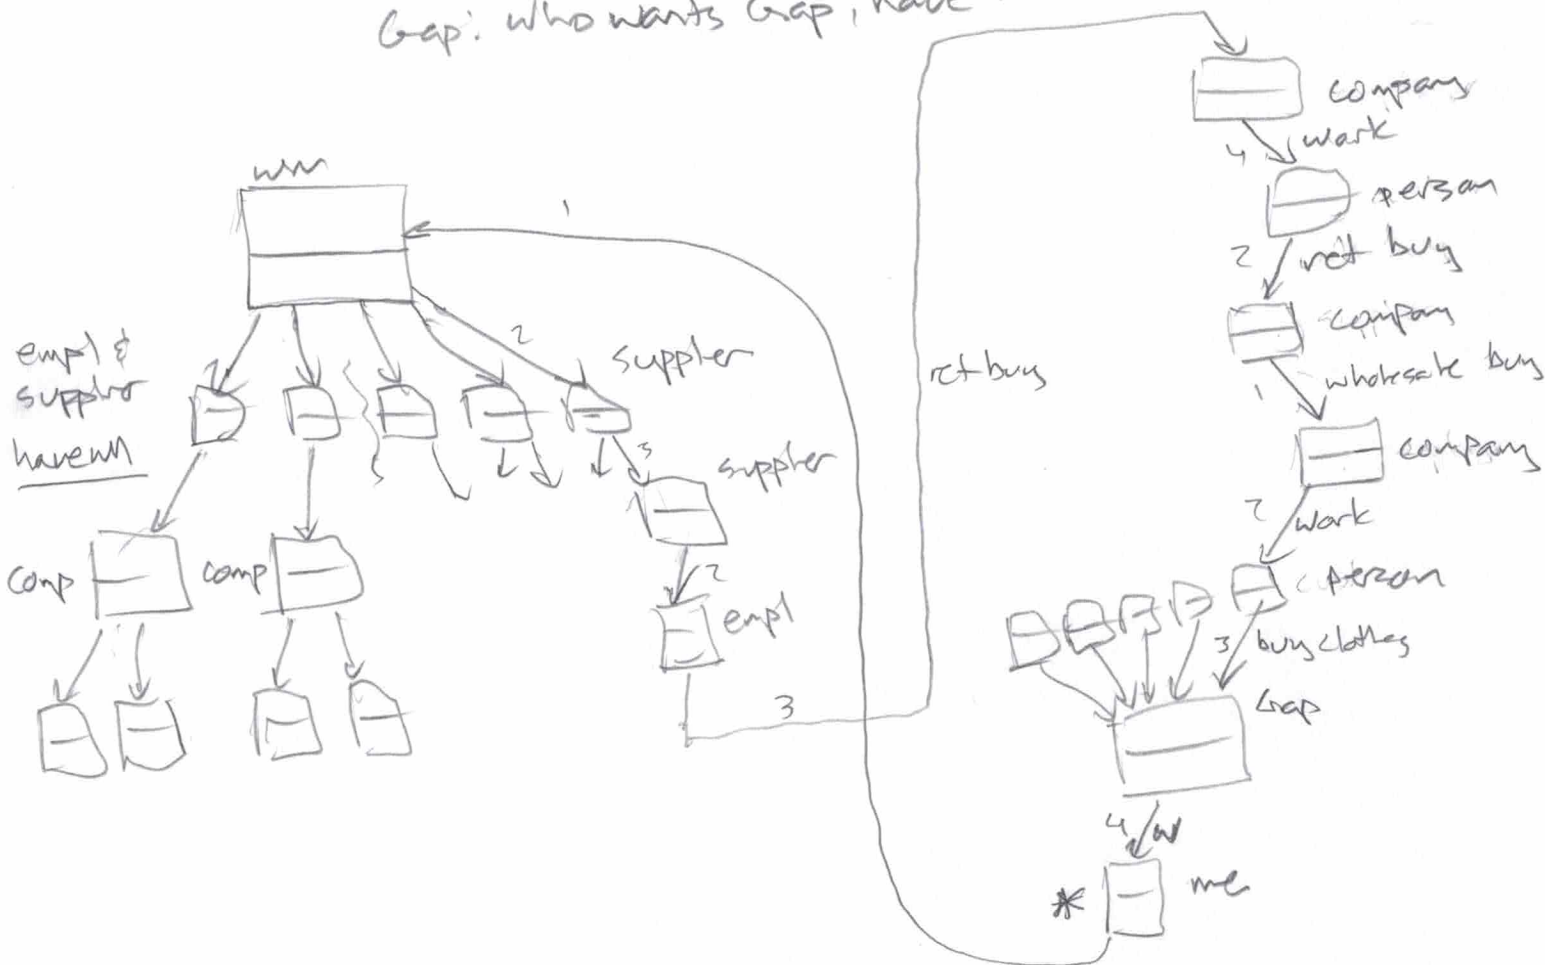 Gap: who wants Gap, have
wm
1
2
empl &
supplier
have wm
supplier
3
supplier
2
empl
comp
comp
3
ret buy
company
4 work
person
2 ret buy
company
1 wholesale buy
company
2 work
person
3 buy clothes
Gap
4 w
* me